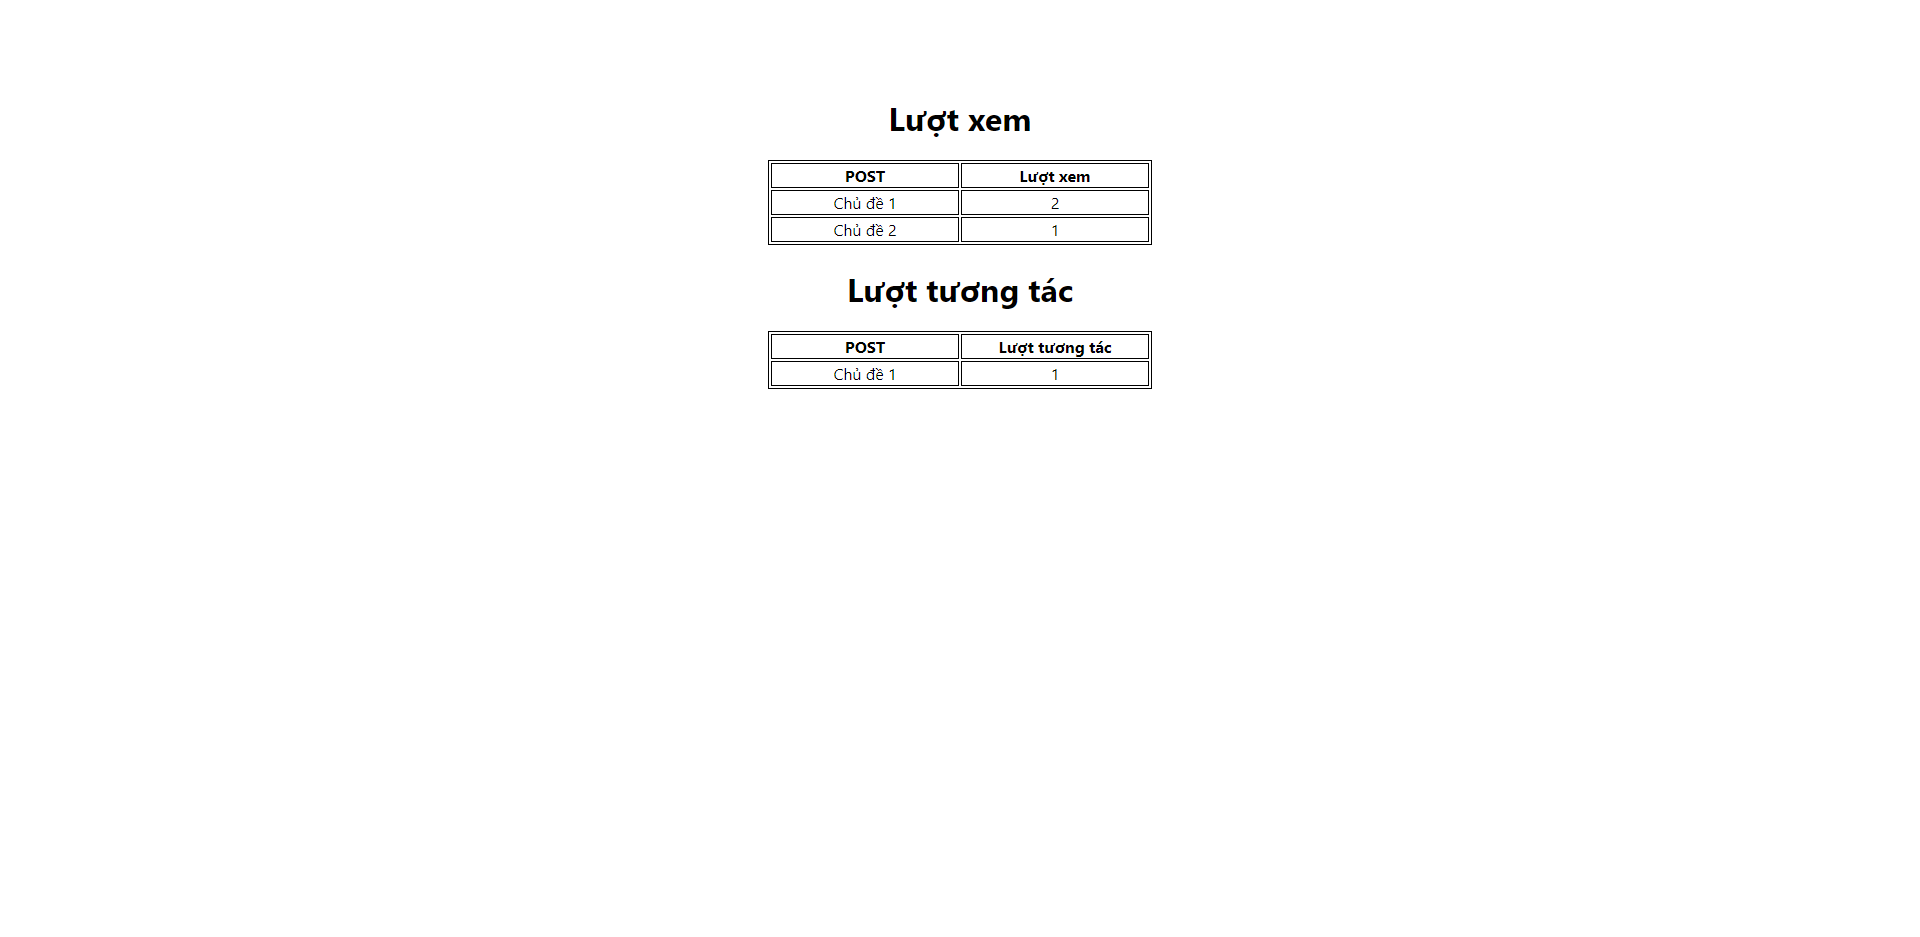 Lượt xem
POST Lượt xem
Chủ đề 1 2
Chủ đề 2 1
Lượt tương tác
POST Lượt tương tác
Chủ đề 1 1